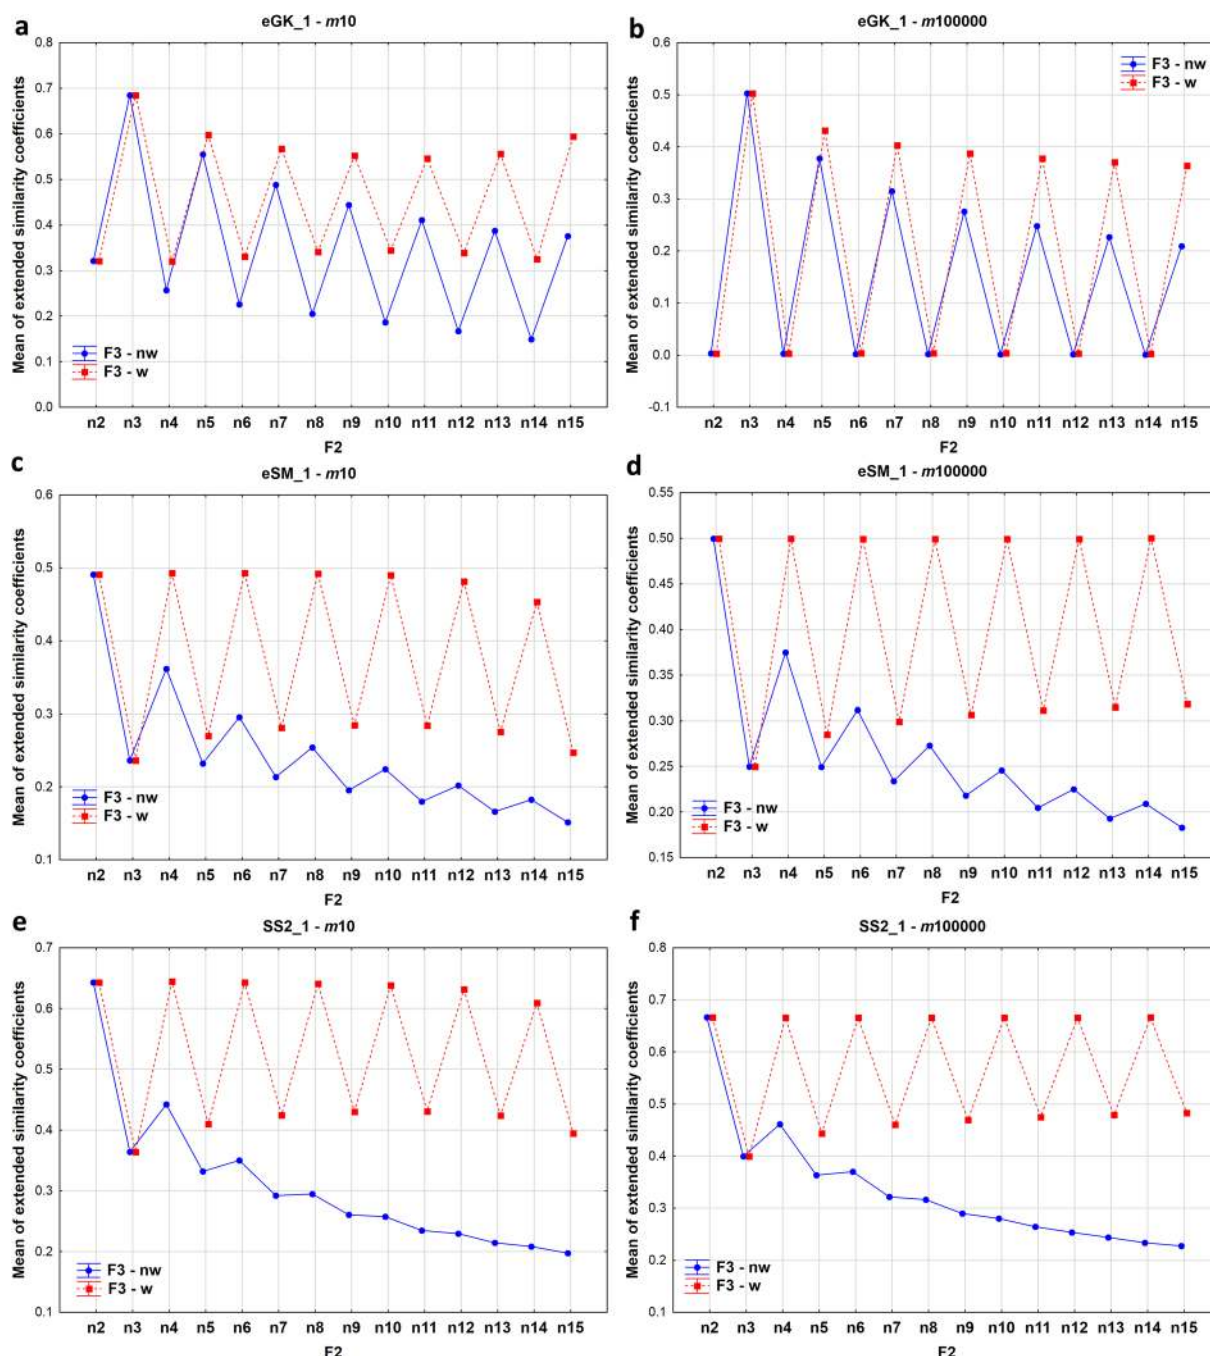 a
eGK_1 - m10
Mean of extended similarity coefficients
0.8
0.7
0.6
0.5
0.4
0.3
0.2
0.1
0.0
F3 - nw
F3 - w
n2 n3 n4 n5 n6 n7 n8 n9 n10 n11 n12 n13 n14 n15
F2
b
eGK_1 - m100000
Mean of extended similarity coefficients
0.6
0.5
0.4
0.3
0.2
0.1
0.0
-0.1
F3 - nw
F3 - w
n2 n3 n4 n5 n6 n7 n8 n9 n10 n11 n12 n13 n14 n15
F2
c
eSM_1 - m10
Mean of extended similarity coefficients
0.6
0.5
0.4
0.3
0.2
0.1
F3 - nw
F3 - w
n2 n3 n4 n5 n6 n7 n8 n9 n10 n11 n12 n13 n14 n15
F2
d
eSM_1 - m100000
Mean of extended similarity coefficients
0.55
0.50
0.45
0.40
0.35
0.30
0.25
0.20
0.15
F3 - nw
F3 - w
n2 n3 n4 n5 n6 n7 n8 n9 n10 n11 n12 n13 n14 n15
F2
e
SS2_1 - m10
Mean of extended similarity coefficients
0.7
0.6
0.5
0.4
0.3
0.2
0.1
F3 - nw
F3 - w
n2 n3 n4 n5 n6 n7 n8 n9 n10 n11 n12 n13 n14 n15
F2
f
SS2_1 - m100000
Mean of extended similarity coefficients
0.8
0.7
0.6
0.5
0.4
0.3
0.2
0.1
F3 - nw
F3 - w
n2 n3 n4 n5 n6 n7 n8 n9 n10 n11 n12 n13 n14 n15
F2